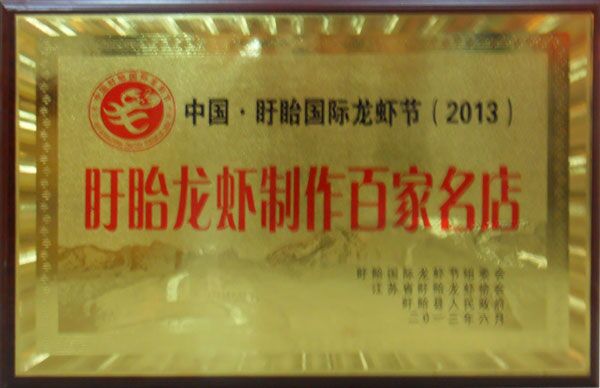 中国·盱眙国际龙虾节（2013）
盱眙龙虾制作百家名店
盱眙国际龙虾节组委会
江苏省盱眙龙虾协会
盱眙县人民政府
二〇一三年六月